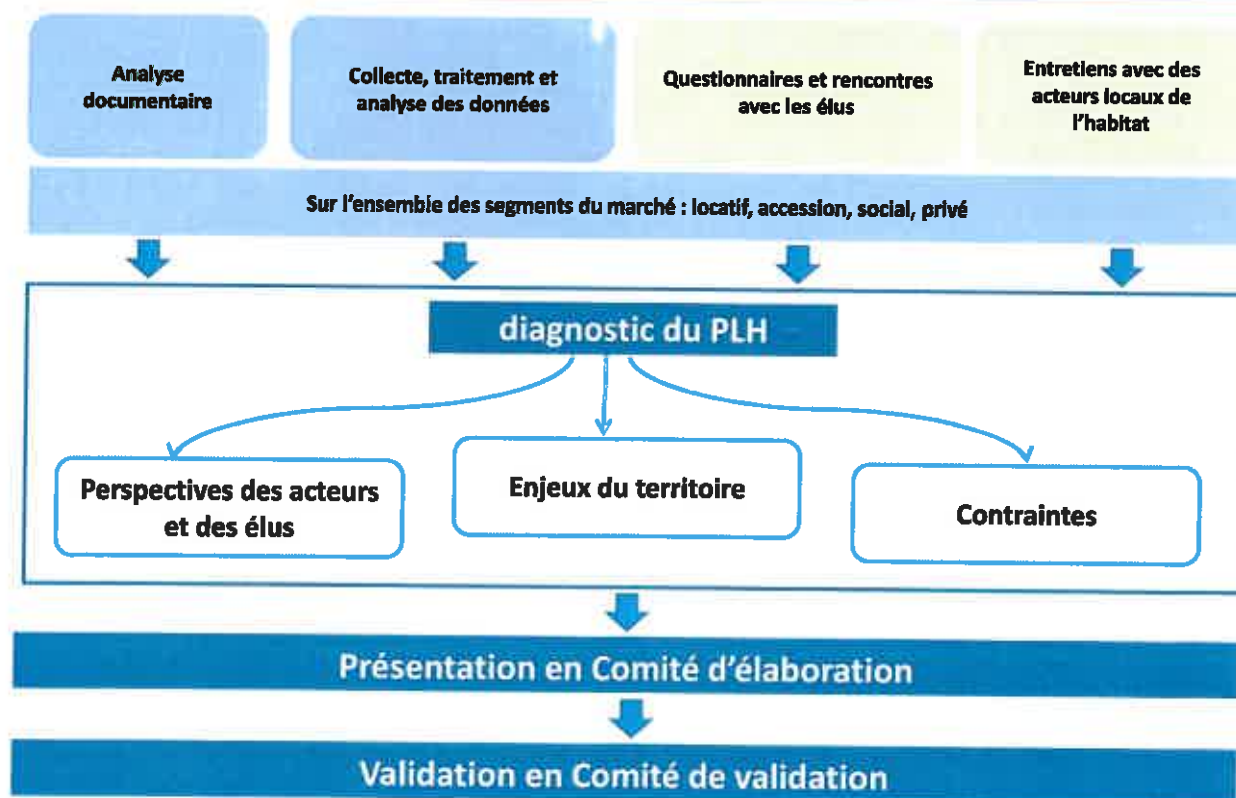 Analyse
documentaire
Collecte, traitement et
analyse des données
Questionnaires et rencontres
avec les élus
Entretiens avec des
acteurs locaux de
l'habitat
Sur l'ensemble des segments du marché : locatif, accession, social, privé
diagnostic du PLH
Perspectives des acteurs
et des élus
Enjeux du territoire
Contraintes
Présentation en Comité d'élaboration
Validation en Comité de validation